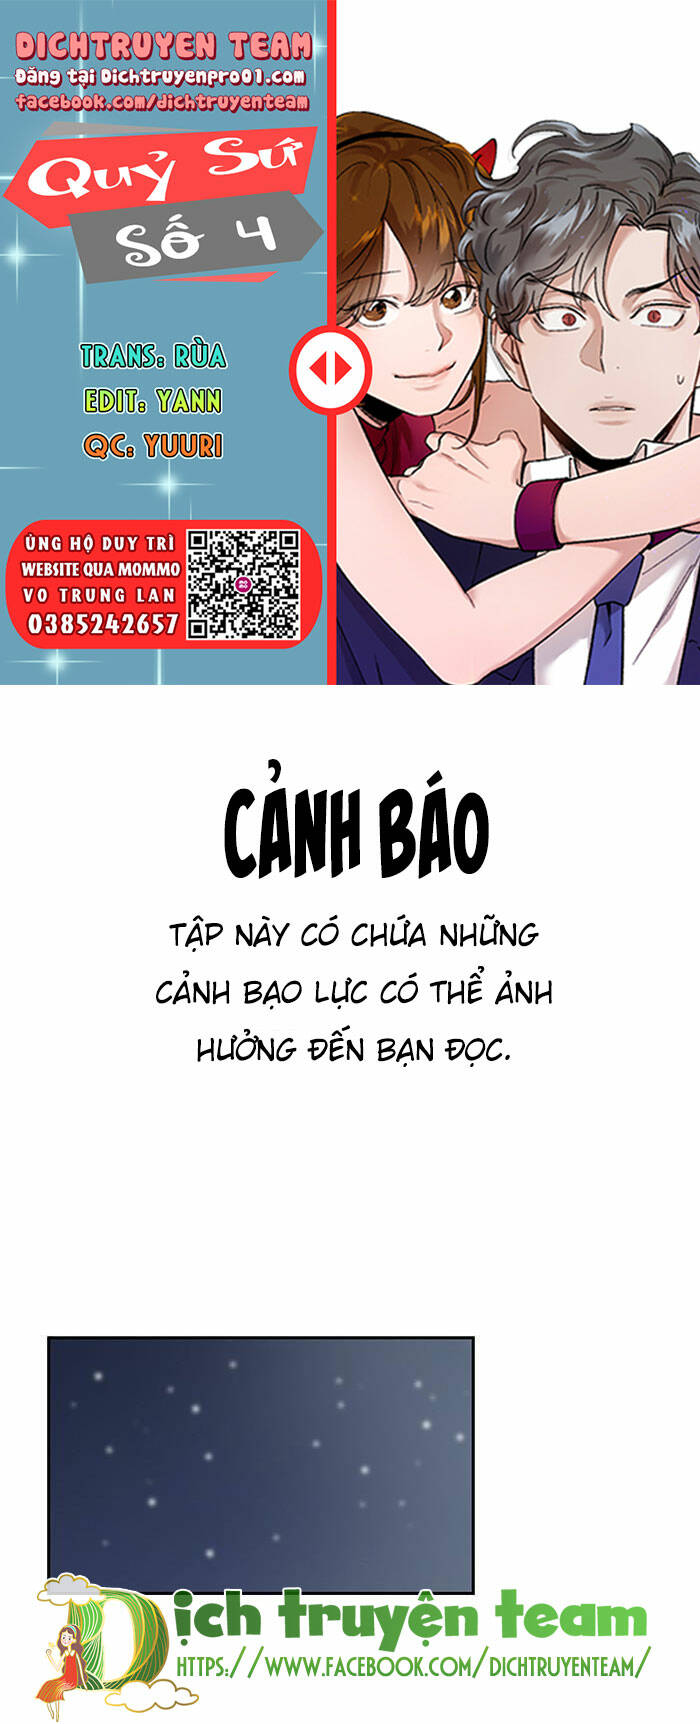 DICHTRUYEN TEAM
Đăng tại Dichtruyenpro01.com
facebook.com/dichtruyenteam
Quỷ Sứ
Số 4
TRANS: RÙA
EDIT: YANN
QC: YUURI
ỦNG HỘ DUY TRÌ
WEBSITE QUA MOMMO
VO TRUNG LAN
0385242657
CẢNH BÁO
TẬP NÀY CÓ CHỨA NHỮNG
CẢNH BẠO LỰC CÓ THỂ ẢNH
HƯỞNG ĐẾN BẠN ĐỌC.
Dịch truyện team
HTTPS://WWW.FACEBOOK.COM/DICHTRUYENTEAM/